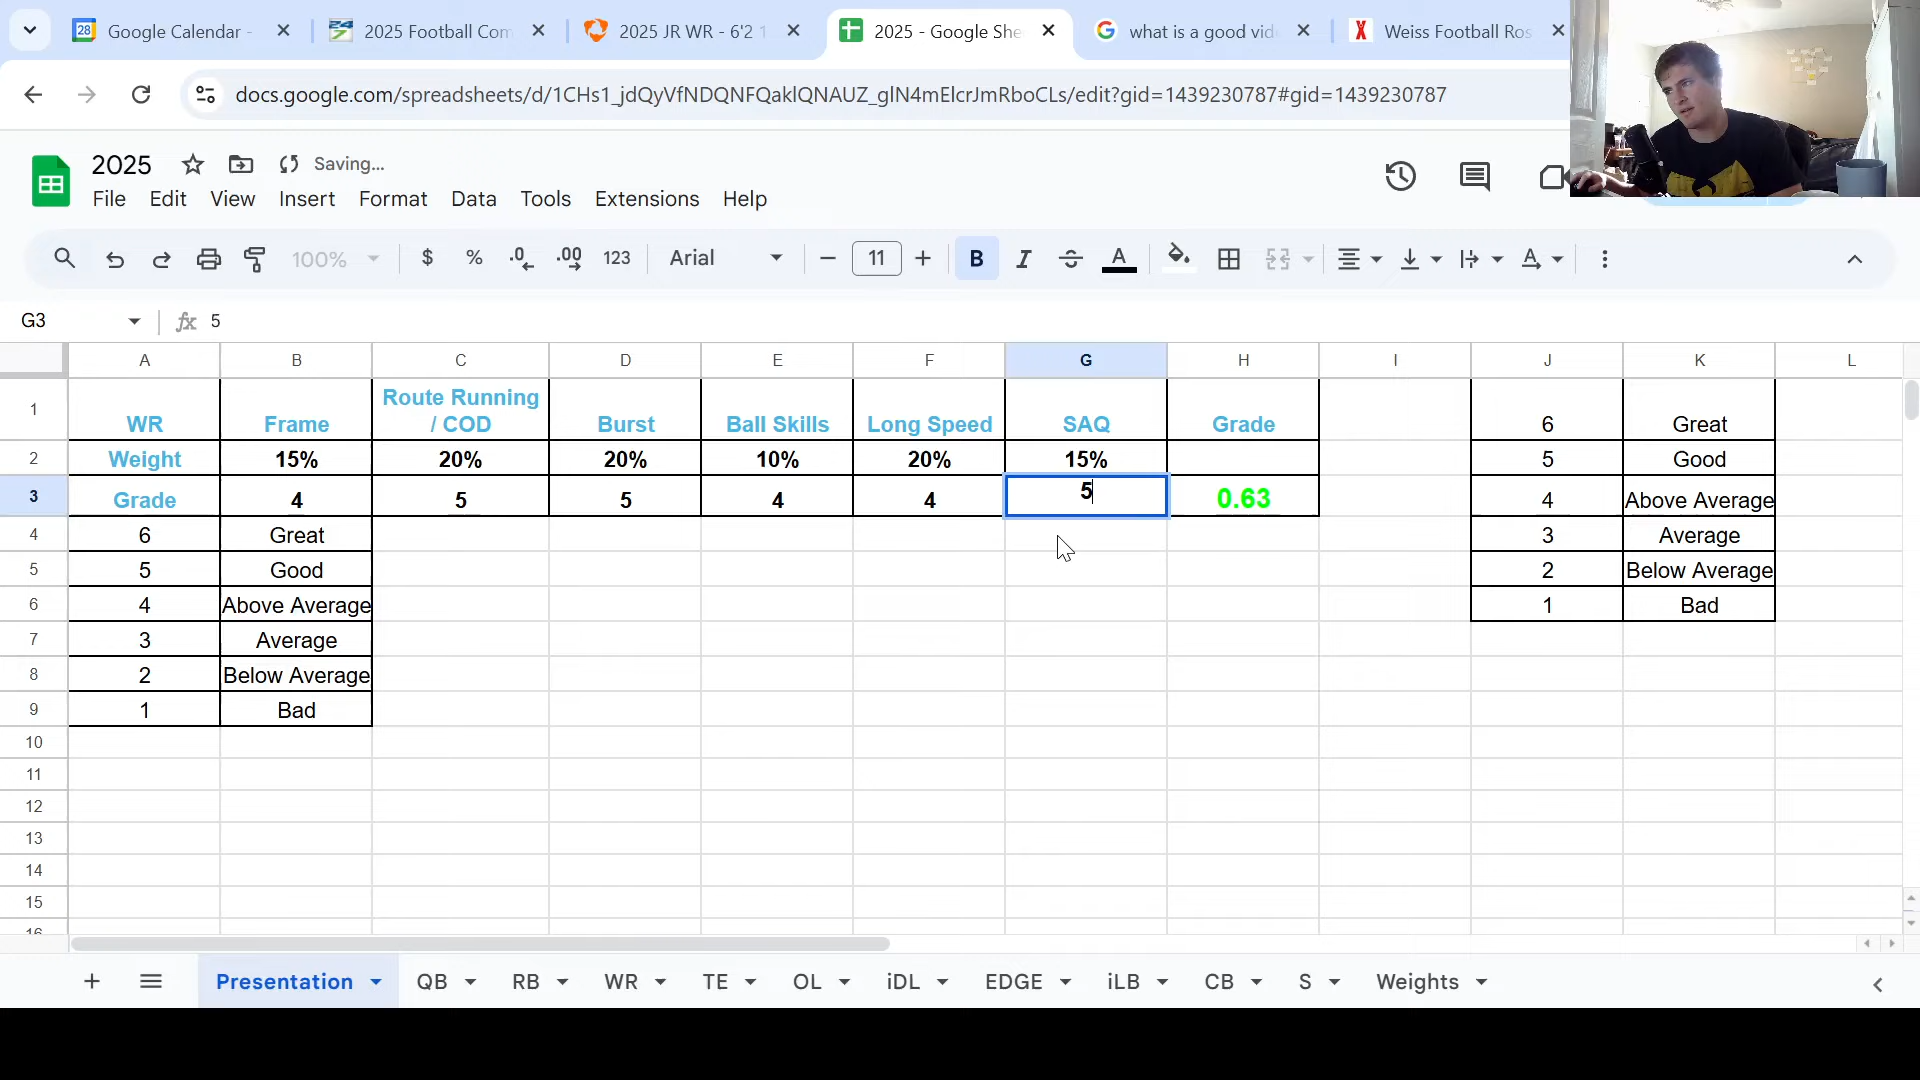 Google Calendar -
2025 Football Com
2025 JR WR - 6'2 1
2025 - Google She
what is a good vid
Weiss Football Ros
28
docs.google.com/spreadsheets/d/1CHs1_jdQyVfNDQNFQaklQNAUZ_glN4mElcrJmRboCLs/edit?gid=1439230787#gid=1439230787
2025 Saving...
File Edit View Insert Format Data Tools Extensions Help
100% $ % .0 .00 123 Arial 11 B I A
G3 fx 5
A B C D E F G H I J K L
1 WR Frame Route Running / COD Burst Ball Skills Long Speed SAQ Grade 6 Great
2 Weight 15% 20% 20% 10% 20% 15% 5 Good
3 Grade 4 5 5 4 4 5 0.63 4 Above Average
4 6 Great 3 Average
5 5 Good 2 Below Average
6 4 Above Average 1 Bad
7 3 Average
8 2 Below Average
9 1 Bad
10
11
12
13
14
15
16
+ Presentation QB RB WR TE OL iDL EDGE iLB CB S Weights